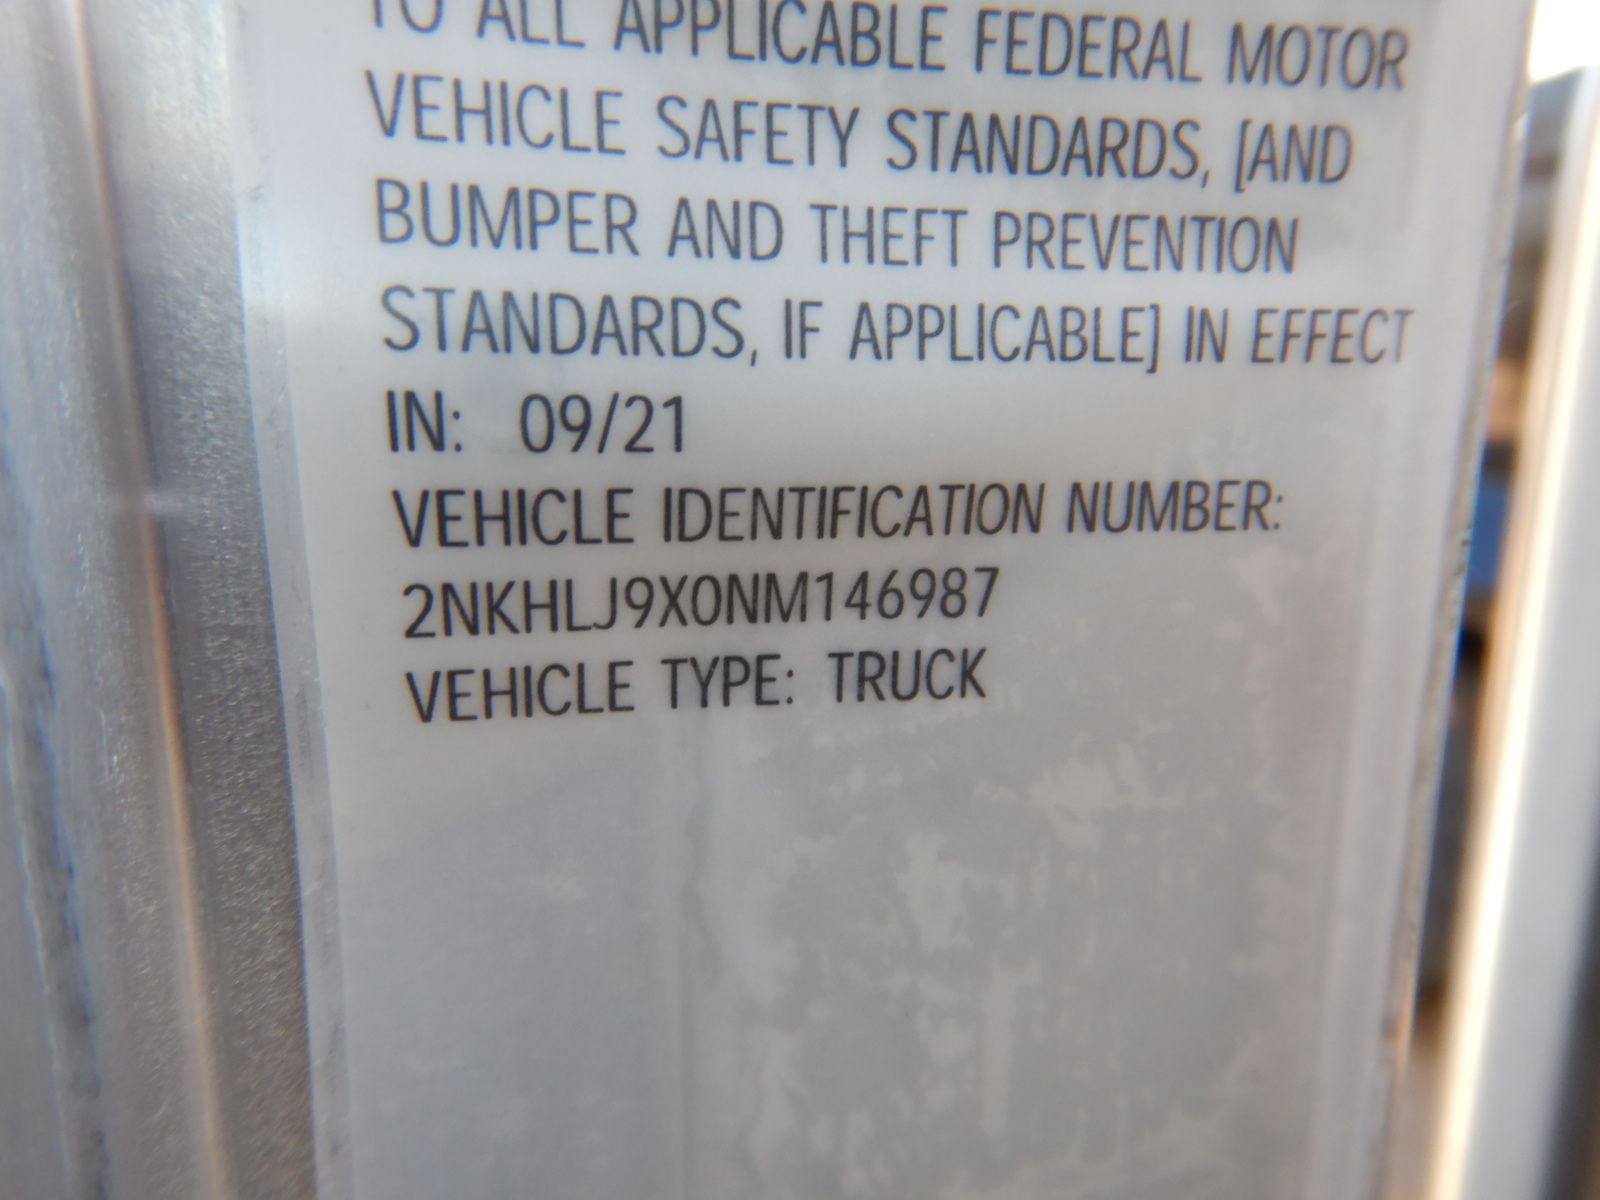 TO ALL APPLICABLE FEDERAL MOTOR
VEHICLE SAFETY STANDARDS, [AND
BUMPER AND THEFT PREVENTION
STANDARDS, IF APPLICABLE] IN EFFECT
IN: 09/21
VEHICLE IDENTIFICATION NUMBER:
2NKHLJ9X0NM146987
VEHICLE TYPE: TRUCK